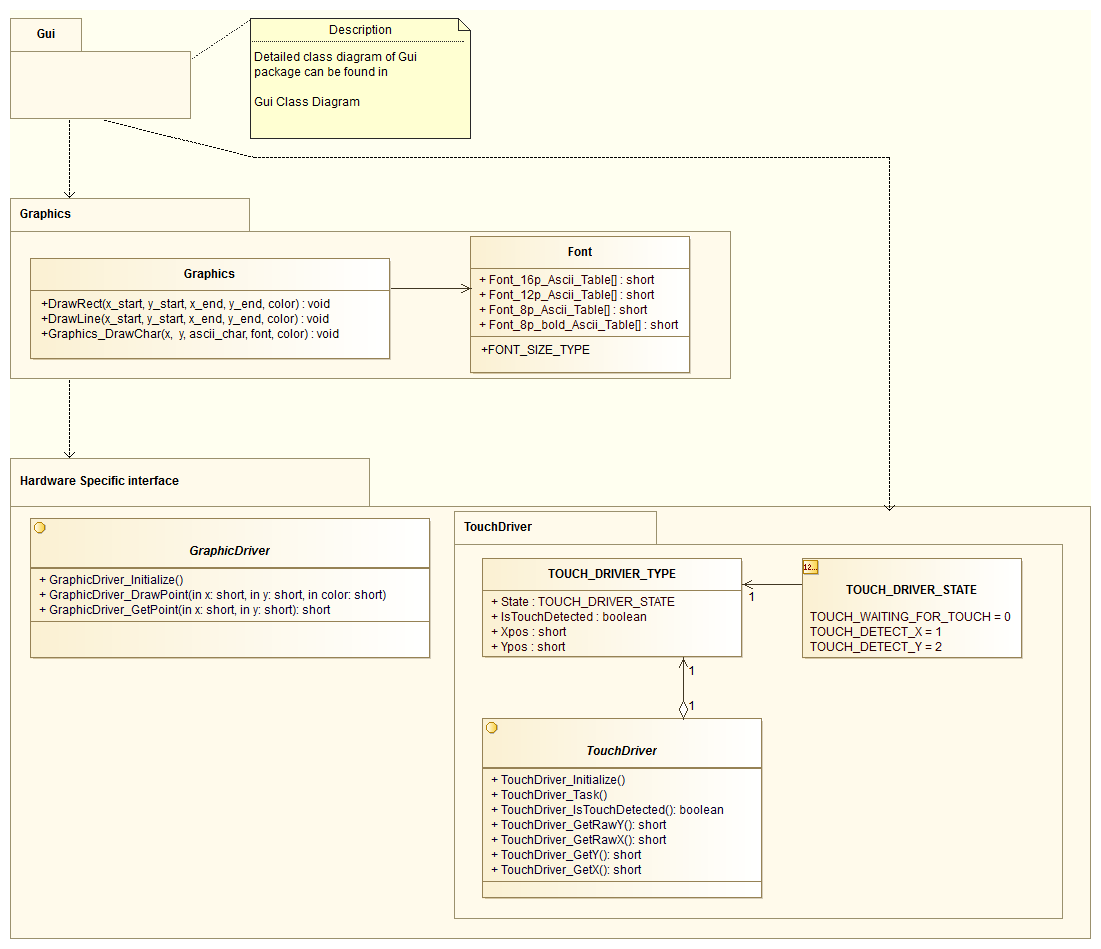 Gui
Description
Detailed class diagram of Gui
package can be found in
Gui Class Diagram
Graphics
Graphics
+DrawRect(x_start, y_start, x_end, y_end, color) : void
+DrawLine(x_start, y_start, x_end, y_end, color) : void
+Graphics_DrawChar(x, y, ascii_char, font, color) : void
Font
+ Font_16p_Ascii_Table[] : short
+ Font_12p_Ascii_Table[] : short
+ Font_8p_Ascii_Table[] : short
+ Font_8p_bold_Ascii_Table[] : short
+FONT_SIZE_TYPE
Hardware Specific interface
GraphicDriver
+ GraphicDriver_Initialize()
+ GraphicDriver_DrawPoint(in x: short, in y: short, in color: short)
+ GraphicDriver_GetPoint(in x: short, in y: short): short
TouchDriver
TOUCH_DRIVIER_TYPE
+ State : TOUCH_DRIVER_STATE
+ IsTouchDetected : boolean
+ Xpos : short
+ Ypos : short
1
12...
TOUCH_DRIVER_STATE
TOUCH_WAITING_FOR_TOUCH = 0
TOUCH_DETECT_X = 1
TOUCH_DETECT_Y = 2
1
1
TouchDriver
+ TouchDriver_Initialize()
+ TouchDriver_Task()
+ TouchDriver_IsTouchDetected(): boolean
+ TouchDriver_GetRawY(): short
+ TouchDriver_GetRawX(): short
+ TouchDriver_GetY(): short
+ TouchDriver_GetX(): short